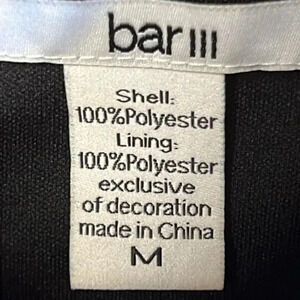 bar III
Shell:
100%Polyester
Lining:
100%Polyester
exclusive
of decoration
made in China
M